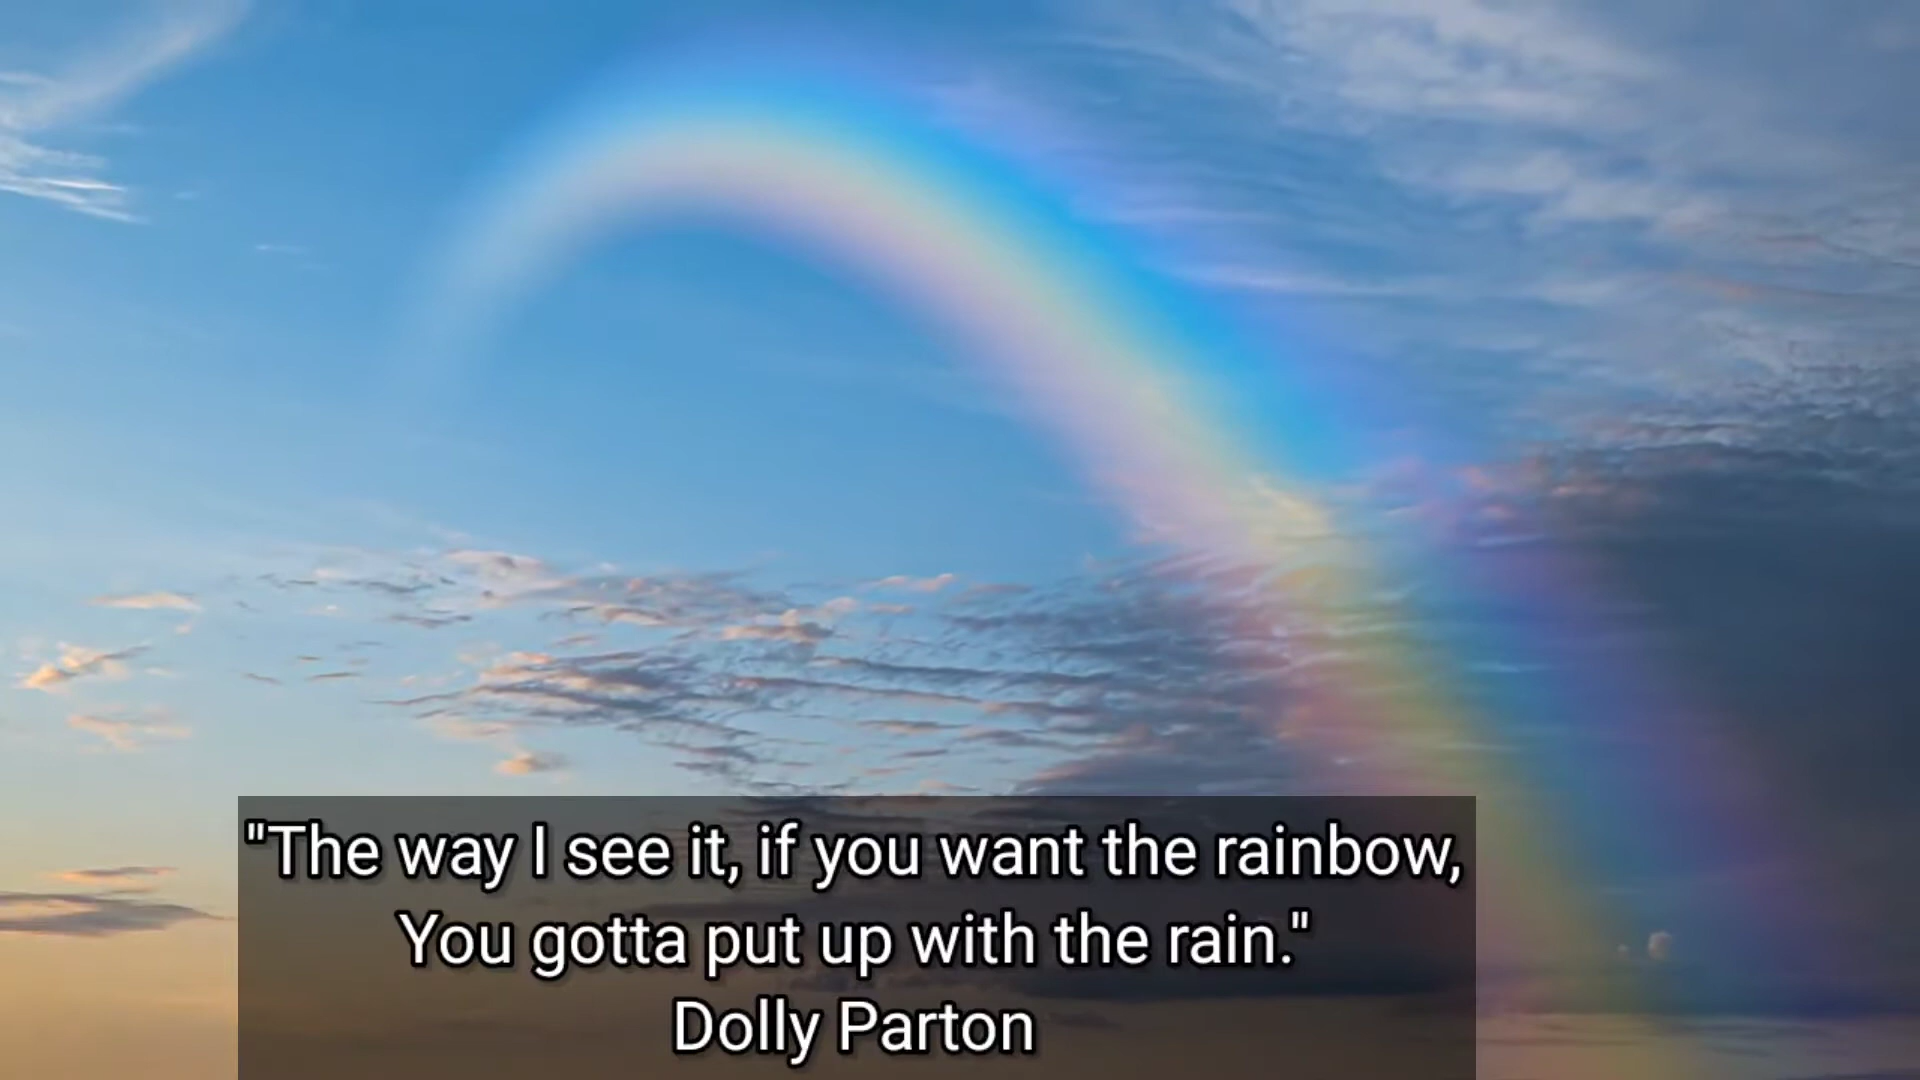 "The way I see it, if you want the rainbow,
You gotta put up with the rain."
Dolly Parton